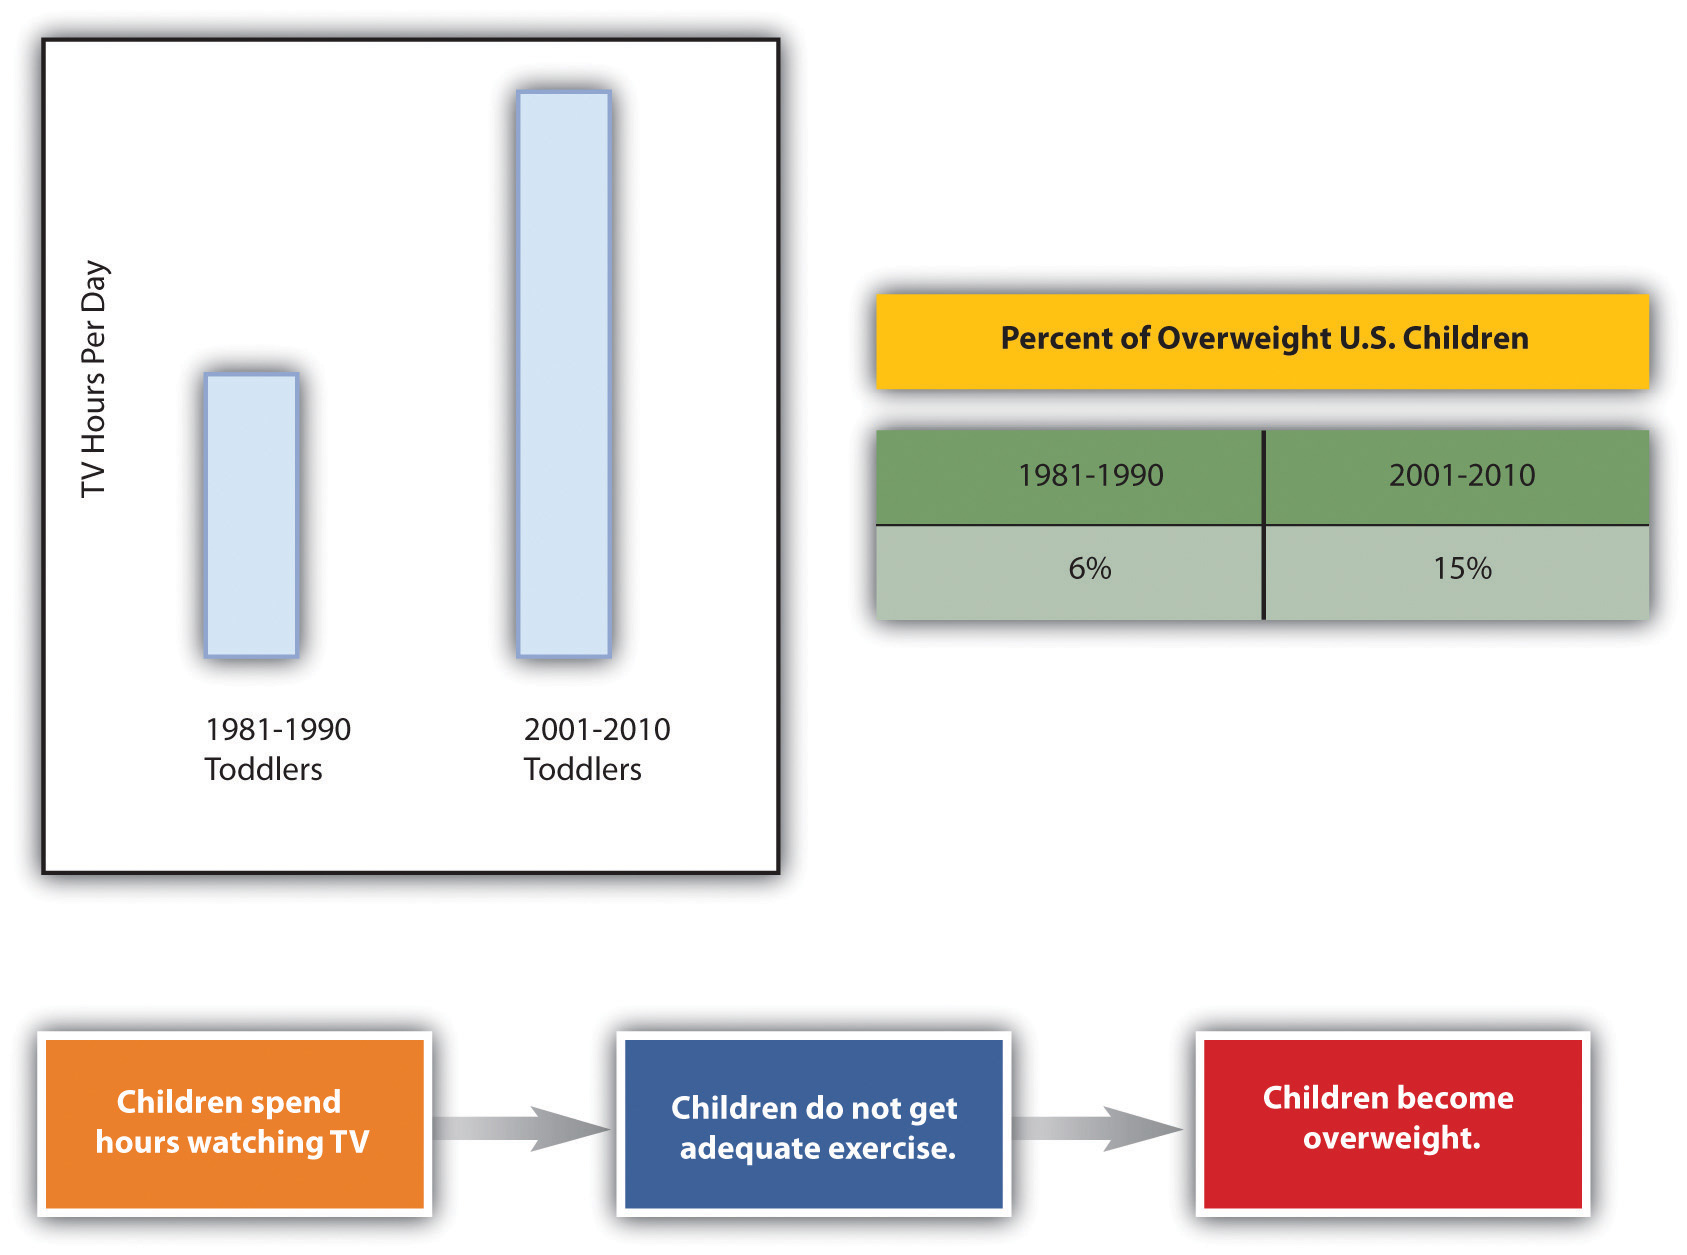 TV Hours Per Day
1981-1990
Toddlers
2001-2010
Toddlers
Percent of Overweight U.S. Children
1981-1990
2001-2010
6%
15%
Children spend
hours watching TV
Children do not get
adequate exercise.
Children become
overweight.